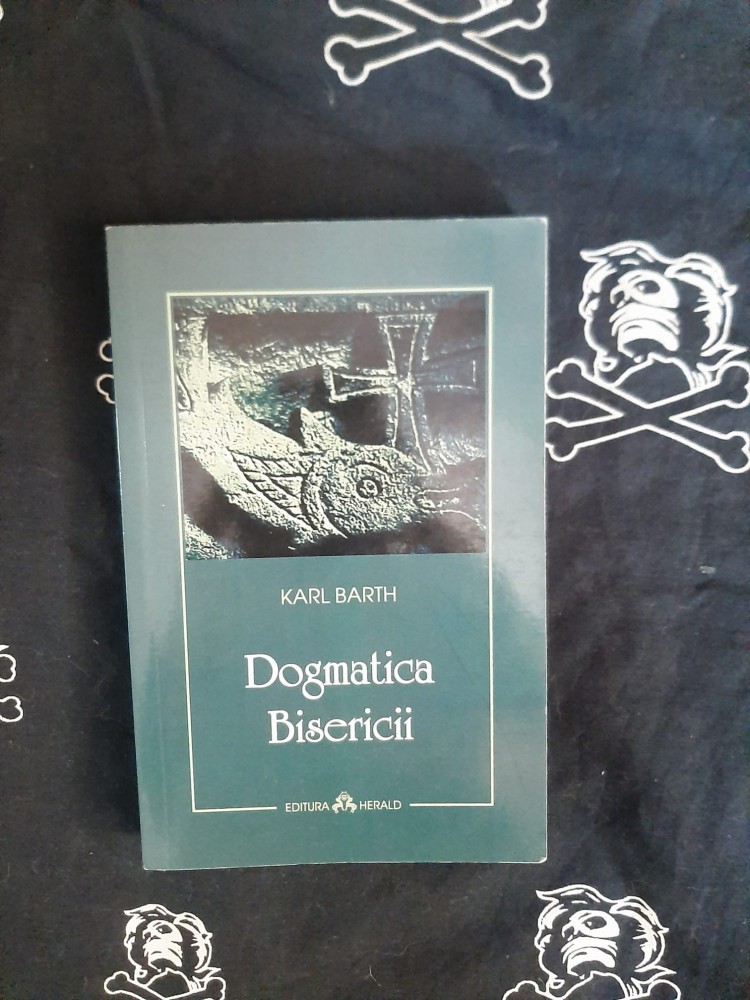 KARL BARTH
Dogmatica
Bisericii
EDITURA HERALD